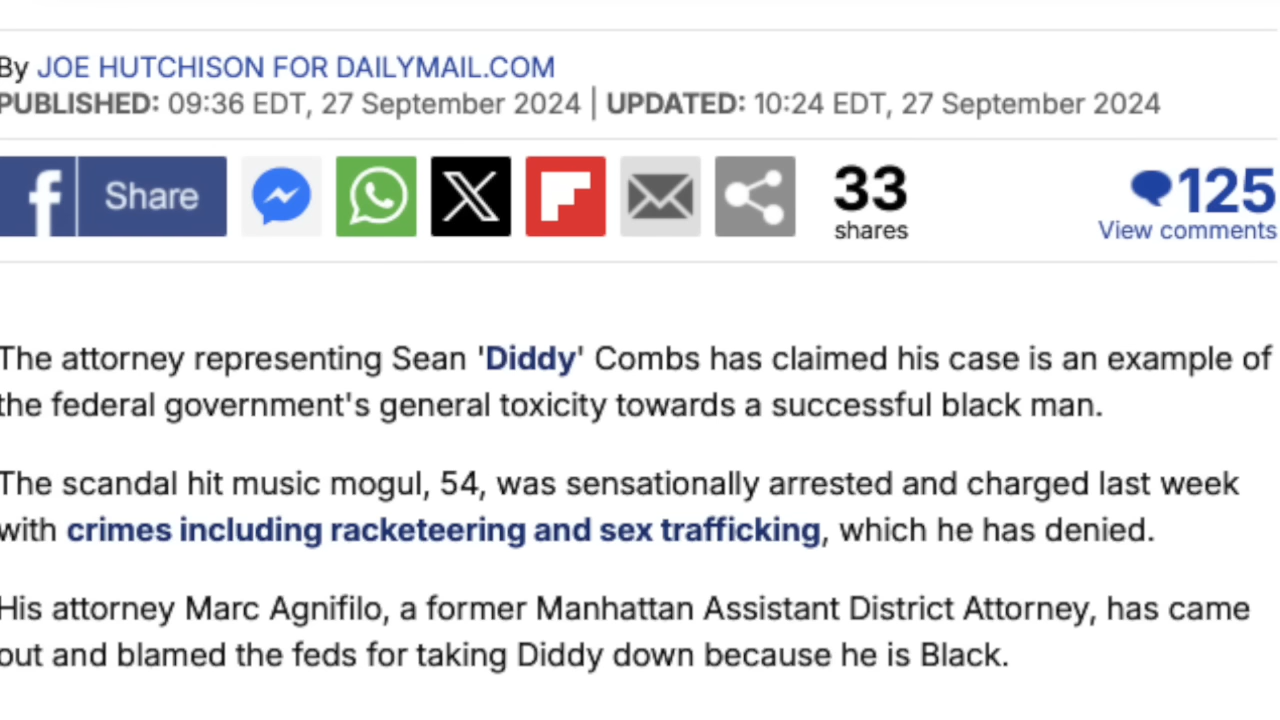 By JOE HUTCHISON FOR DAILYMAIL.COM
PUBLISHED: 09:36 EDT, 27 September 2024 | UPDATED: 10:24 EDT, 27 September 2024
f Share 33 shares 125 View comments
The attorney representing Sean 'Diddy' Combs has claimed his case is an example of
the federal government's general toxicity towards a successful black man.
The scandal hit music mogul, 54, was sensationally arrested and charged last week
with crimes including racketeering and sex trafficking, which he has denied.
His attorney Marc Agnifilo, a former Manhattan Assistant District Attorney, has came
out and blamed the feds for taking Diddy down because he is Black.